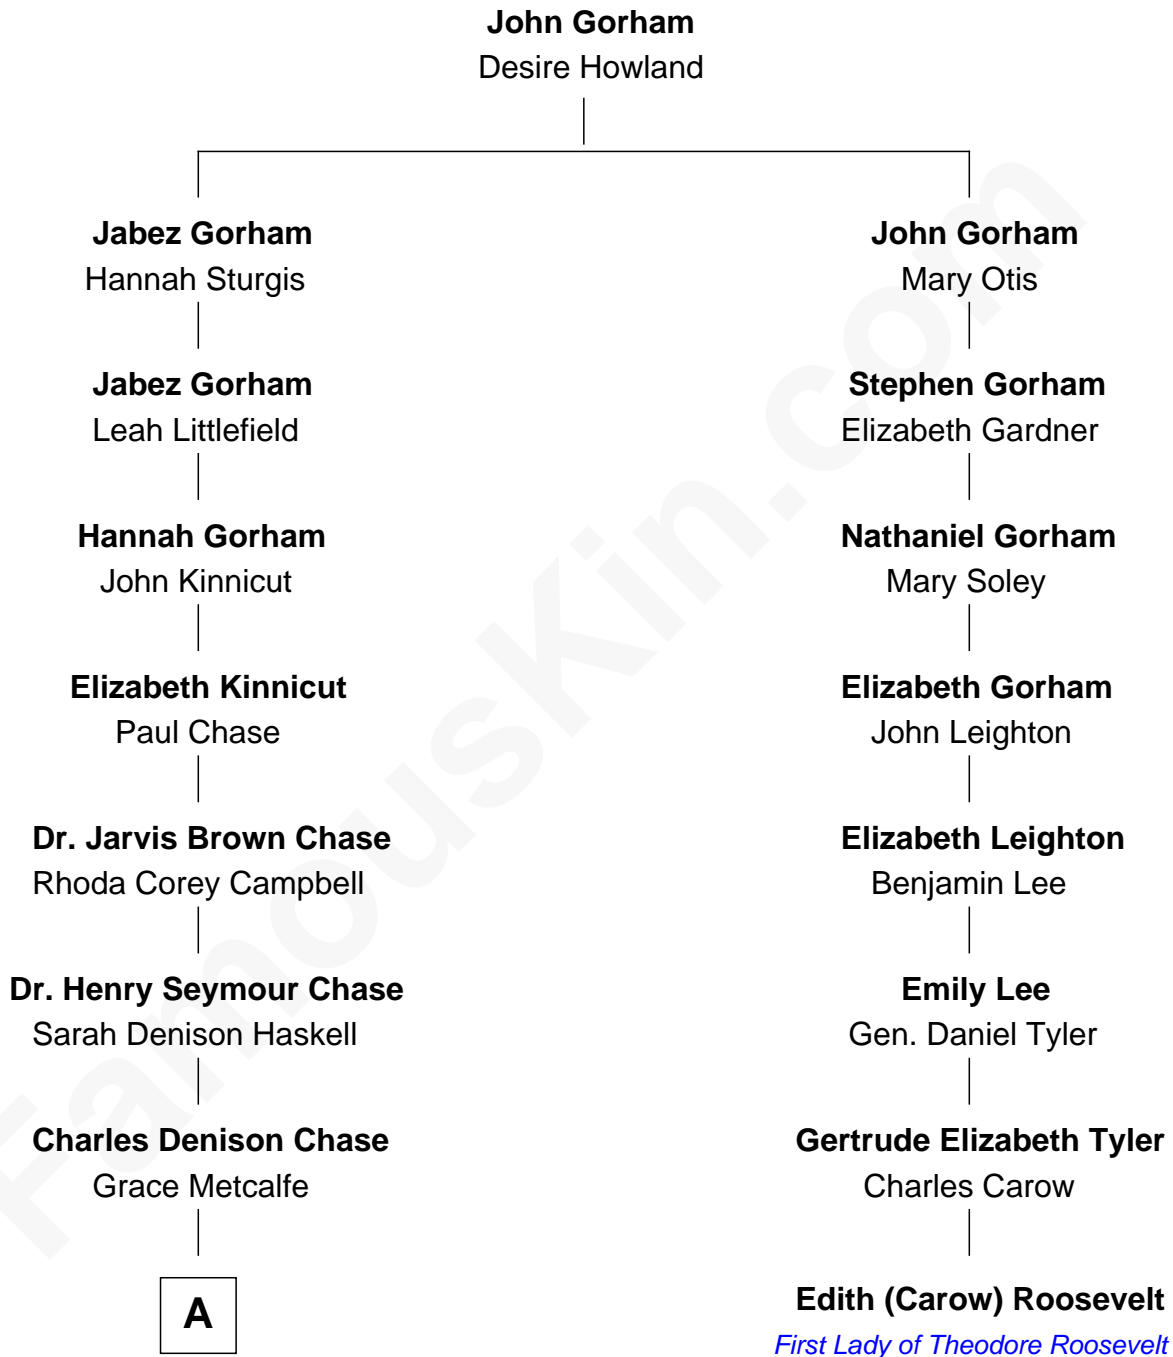 John Gorham
Desire Howland
Jabez Gorham
Hannah Sturgis
Jabez Gorham
Leah Littlefield
Hannah Gorham
John Kinnicut
Elizabeth Kinnicut
Paul Chase
Dr. Jarvis Brown Chase
Rhoda Corey Campbell
Dr. Henry Seymour Chase
Sarah Denison Haskell
Charles Denison Chase
Grace Metcalfe
A
John Gorham
Mary Otis
Stephen Gorham
Elizabeth Gardner
Nathaniel Gorham
Mary Soley
Elizabeth Gorham
John Leighton
Elizabeth Leighton
Benjamin Lee
Emily Lee
Gen. Daniel Tyler
Gertrude Elizabeth Tyler
Charles Carow
Edith (Carow) Roosevelt
First Lady of Theodore Roosevelt
FamousKin.com